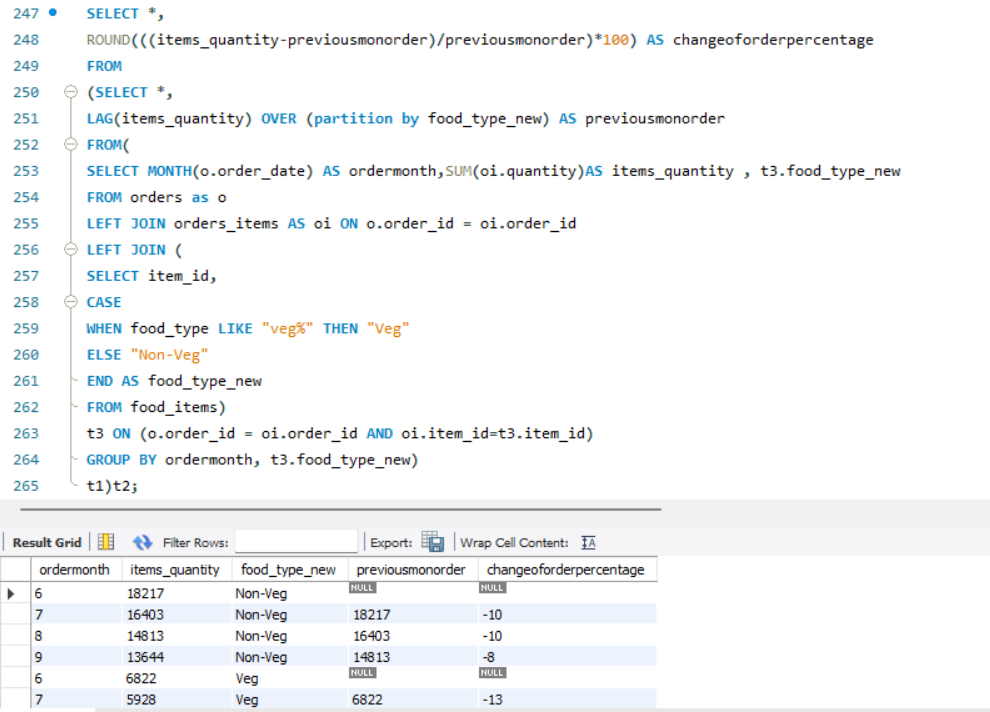 247 SELECT *,
248 ROUND(((items_quantity-previousmonorder)/previousmonorder)*100) AS changeoforderpercentage
249 FROM
250 (SELECT *,
251 LAG(items_quantity) OVER (partition by food_type_new) AS previousmonorder
252 FROM(
253 SELECT MONTH(o.order_date) AS ordermonth,SUM(oi.quantity)AS items_quantity , t3.food_type_new
254 FROM orders as o
255 LEFT JOIN orders_items AS oi ON o.order_id = oi.order_id
256 LEFT JOIN (
257 SELECT item_id,
258 CASE
259 WHEN food_type LIKE "veg%" THEN "Veg"
260 ELSE "Non-Veg"
261 END AS food_type_new
262 FROM food_items)
263 t3 ON (o.order_id = oi.order_id AND oi.item_id=t3.item_id)
264 GROUP BY ordermonth, t3.food_type_new)
265 t1)t2;
Result Grid Filter Rows: Export: Wrap Cell Content: IA
ordermonth items_quantity food_type_new previousmonorder changeoforderpercentage
6 18217 Non-Veg NULL NULL
7 16403 Non-Veg 18217 -10
8 14813 Non-Veg 16403 -10
9 13644 Non-Veg 14813 -8
6 6822 Veg NULL NULL
7 5928 Veg 6822 -13